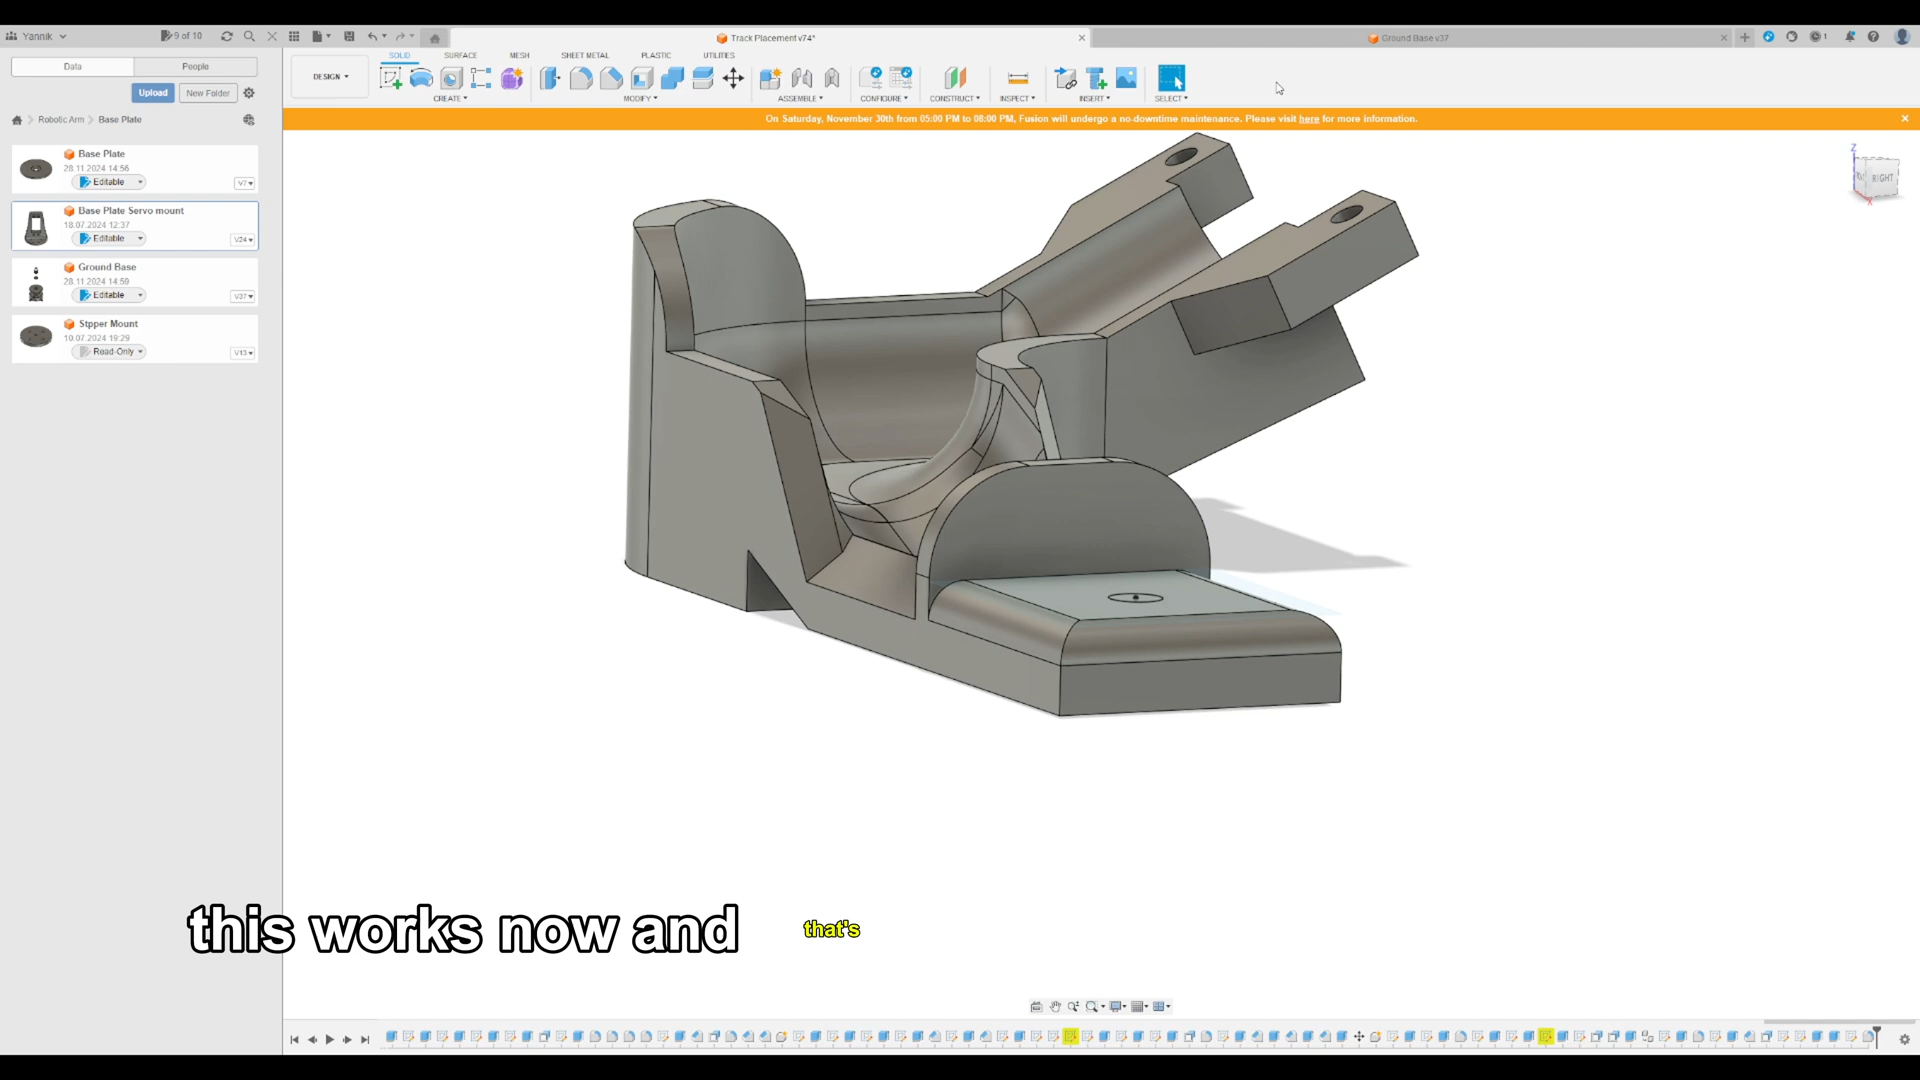 Yannik
9 of 10
Track Placement v74*
Ground Base v37
1
Data
People
SOLID
SURFACE
MESH
SHEET METAL
PLASTIC
UTILITIES
DESIGN
Upload
New Folder
CREATE
MODIFY
ASSEMBLE
CONFIGURE
CONSTRUCT
INSPECT
INSERT
SELECT
Robotic Arm
Base Plate
On Saturday, November 30th from 05:00 PM to 08:00 PM, Fusion will undergo a no-downtime maintenance. Please visit here for more information.
Base Plate
28.11.2024 14:56
Editable
V7
Base Plate Servo mount
18.07.2024 12:37
Editable
V24
Ground Base
28.11.2024 14:59
Editable
V37
Stpper Mount
10.07.2024 19:29
Read-Only
V13
Z
RIGHT
X
this works now and that's